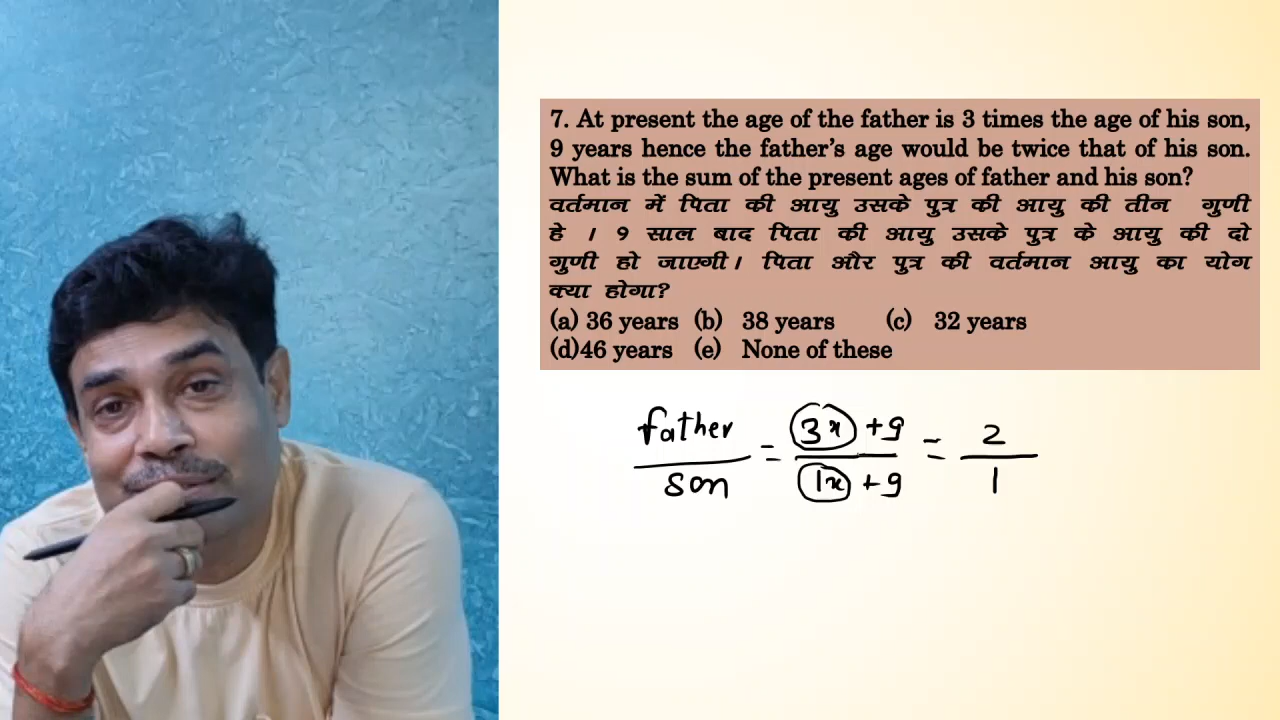 7. At present the age of the father is 3 times the age of his son,
9 years hence the father's age would be twice that of his son.
What is the sum of the present ages of father and his son?
वर्तमान में पिता की आयु उसके पुत्र की आयु की तीन गुणी
हे । 9 साल बाद पिता की आयु उसके पुत्र के आयु की दो
गुणी हो जाएगी। पिता और पुत्र की वर्तमान आयु का योग
क्या होगा?
(a) 36 years (b) 38 years (c) 32 years
(d)46 years (e) None of these
father = 3x +9 = 2
son 1x +9 1